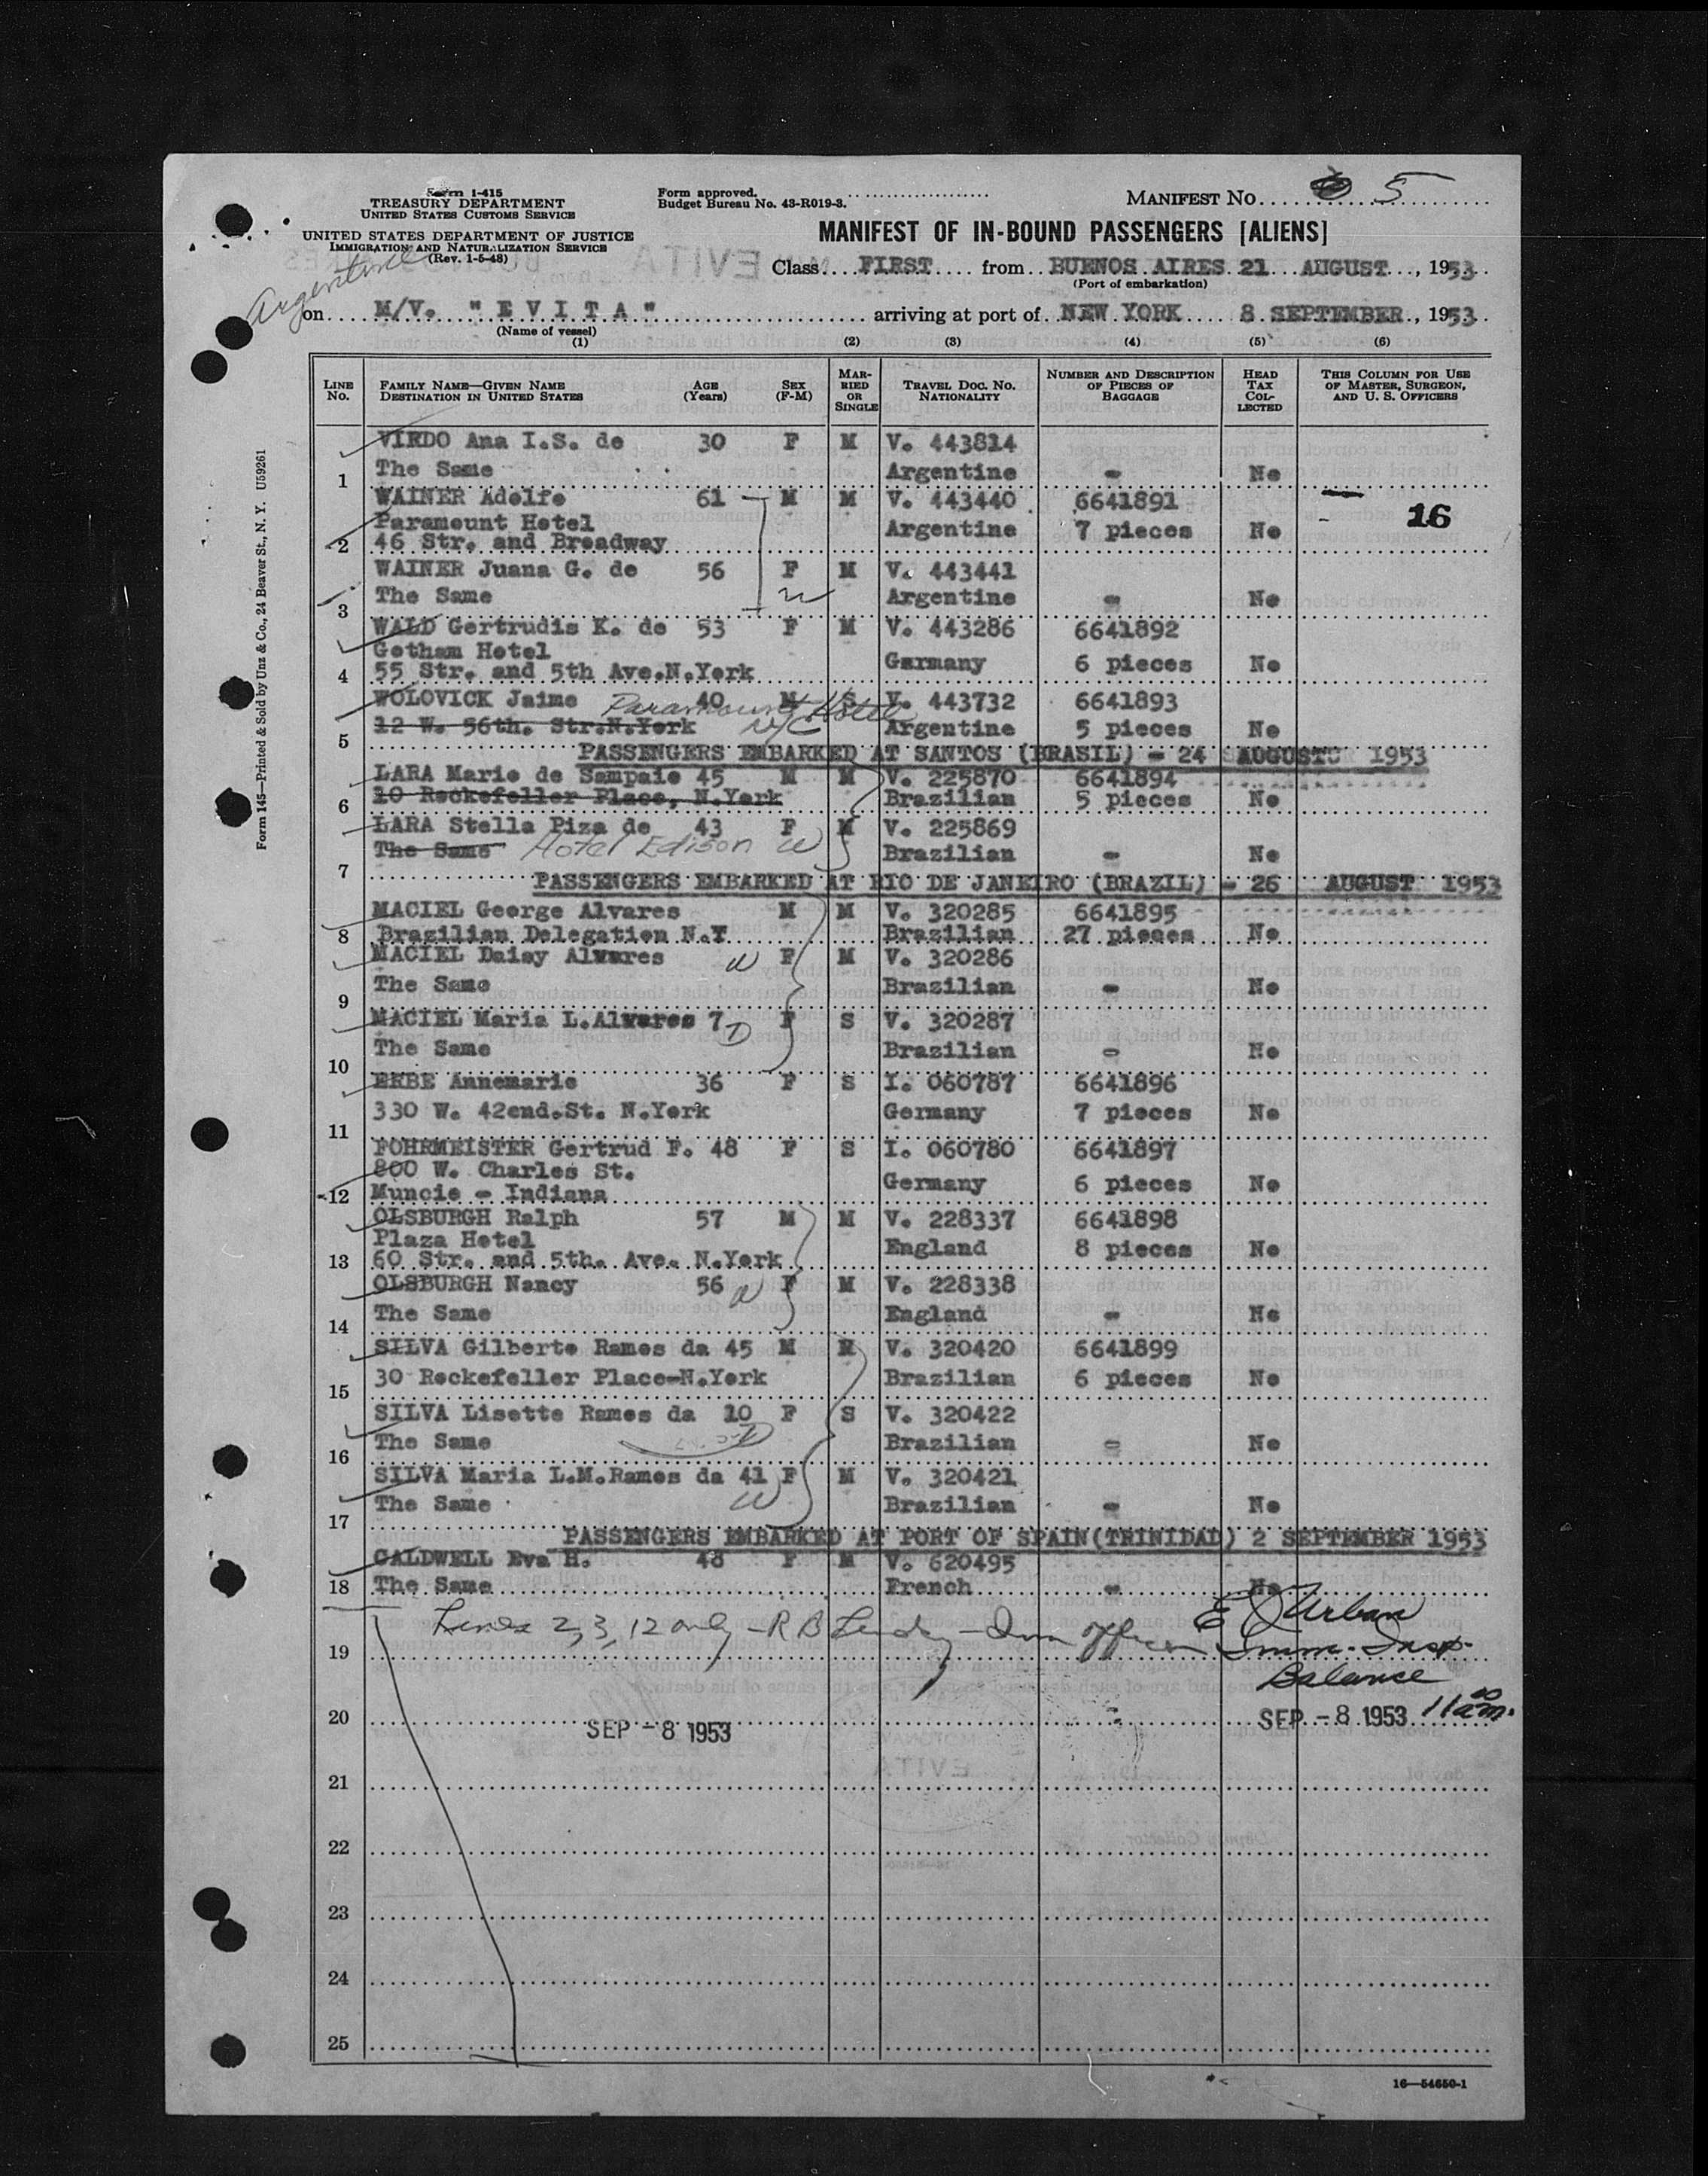 Form I-415
TREASURY DEPARTMENT
UNITED STATES CUSTOMS SERVICE
UNITED STATES DEPARTMENT OF JUSTICE
IMMIGRATION AND NATURALIZATION SERVICE
(Rev. 1-5-48)
Form approved.
Budget Bureau No. 43-R019-3.
MANIFEST No. 5
MANIFEST OF IN-BOUND PASSENGERS [ALIENS]
Class FIRST from BUENOS AIRES 21 AUGUST, 1953
(Port of embarkation)
Argentine
on M/V. "EVITA" arriving at port of NEW YORK 8 SEPTEMBER, 1953
(Name of vessel)
(1) (2) (3) (4) (5) (6)
LINE No. FAMILY NAME—GIVEN NAME DESTINATION IN UNITED STATES AGE (Years) SEX (F-M) MARRIED OR SINGLE TRAVEL DOC. NO. NATIONALITY NUMBER AND DESCRIPTION OF PIECES OF BAGGAGE HEAD TAX COLLECTED THIS COLUMN FOR USE OF MASTER, SURGEON, AND U. S. OFFICERS
VIRDO Ana I.S. de 30 F M V. 443814
1 The Same Argentine - No
WAINER Adolfo 61 M M V. 443440 6641891
Paramount Hotel Argentine 7 pieces No 16
2 46 Str. and Broadway
WAINER Juana G. de 56 F M V. 443441
3 The Same W Argentine - No
WALD Gertrudis K. de 53 F M V. 443286 6641892
Gotham Hotel
4 55 Str. and 5th Ave.N.York Germany 6 pieces No
WOLOVICK Jaime 40 M S V. 443732 6641893
Paramount Hotel NYC
5 12 W. 56th. Str.N.York Argentine 5 pieces No
PASSENGERS EMBARKED AT SANTOS (BRASIL) - 24 AUGUST 1953
LARA Mario de Sampaio 45 M M V. 225870 6641894
6 10 Rockefeller Place, N.York Brazilian 5 pieces No
LARA Stella Piza de 43 F M V. 225869
7 The Same Hotel Edison W Brazilian - No
PASSENGERS EMBARKED AT RIO DE JANEIRO (BRAZIL) - 26 AUGUST 1953
MACIEL George Alvares M M V. 320285 6641895
8 Brazilian Delegation N.Y Brazilian 27 pieces No
MACIEL Daisy Alvares W F M V. 320286
9 The Same Brazilian - No
MACIEL Maria L.Alvares 7 D F S V. 320287
10 The Same Brazilian - No
ERBE Annemarie 36 F S I. 060787 6641896
11 330 W. 42end.St. N.York Germany 7 pieces No
FOHRMEISTER Gertrud F. 48 F S I. 060780 6641897
800 W. Charles St.
12 Muncie - Indiana Germany 6 pieces No
OLSBURGH Ralph 57 M M V. 228337 6641898
Plaza Hotel
13 60 Str. and 5th. Ave. N.York England 8 pieces No
OLSBURGH Nancy 56 W F M V. 228338
14 The Same England - No
SILVA Gilberto Ramos da 45 M M V. 320420 6641899
15 30 Rockefeller Place-N.York Brazilian 6 pieces No
SILVA Lisette Ramos da 10 F S V. 320422
16 The Same D Brazilian - No
SILVA Maria L.M.Ramos da 41 F M V. 320421
17 The Same W Brazilian - No
PASSENGERS EMBARKED AT PORT OF SPAIN(TRINIDAD) 2 SEPTEMBER 1953
CALDWELL Eva H. 48 F M V. 620495
18 The Same French - No
Lines 2, 3, 12 only - R B - Imm Officer
E J Urban
19 Imm. Insp.
Balance
20 SEP - 8 1953 SEP - 8 1953 11 00 am.
21
22
23
24
25
16—54650-1
Form 145—Printed & Sold by Unz & Co., 24 Beaver St., N. Y. U59261